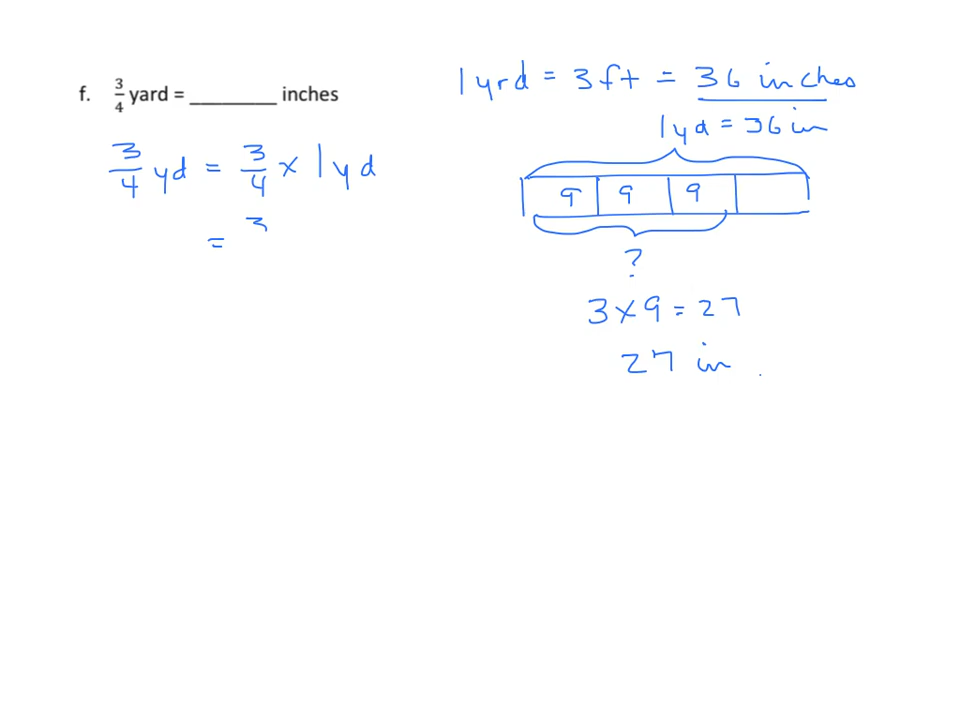 f. 3/4 yard = ________ inches
3/4 yd = 3/4 x 1 yd
= 3
1 yrd = 3 ft = 36 inches
1 yd = 36 in
9 9 9
?
3 x 9 = 27
27 in